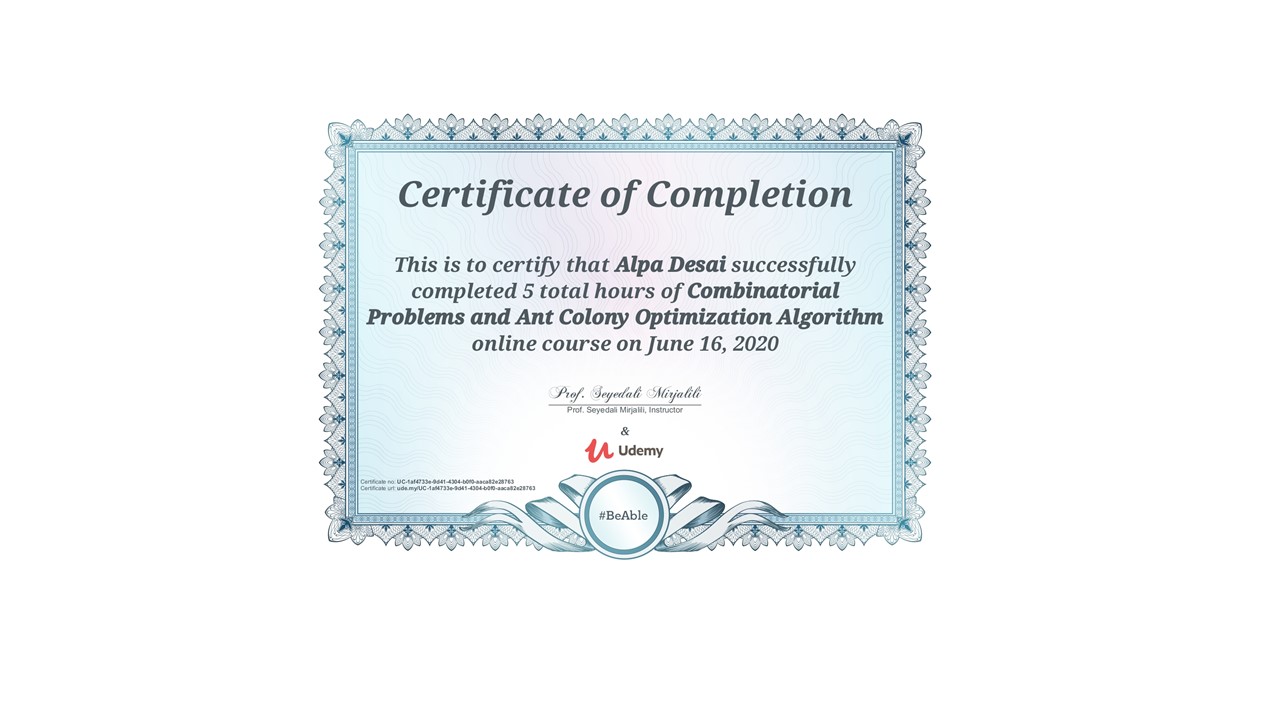 Certificate of Completion
This is to certify that Alpa Desai successfully
completed 5 total hours of Combinatorial
Problems and Ant Colony Optimization Algorithm
online course on June 16, 2020
Prof. Seyedali Mirjalili
Prof. Seyedali Mirjalili, Instructor
&
Udemy
Certificate no: UC-1af4733e-9d41-4304-b0f0-aaca82e28763
Certificate url: ude.my/UC-1af4733e-9d41-4304-b0f0-aaca82e28763
#BeAble